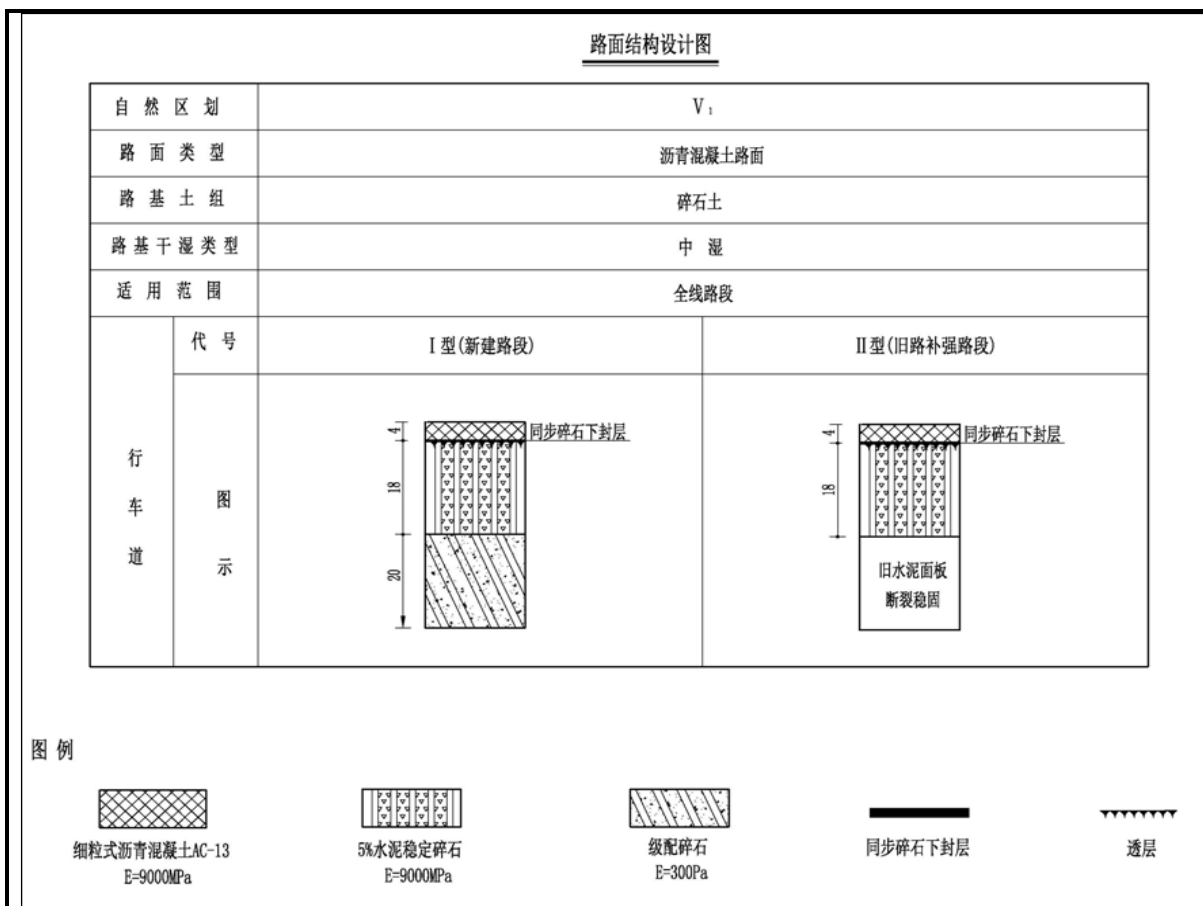 路面结构设计图
自然区划 V₁
路面类型 沥青混凝土路面
路基土组 碎石土
路基干湿类型 中湿
适用范围 全线路段
行车道 代号 I型(新建路段) II型(旧路补强路段)
图示
4 同步碎石下封层
18
20
4 同步碎石下封层
18
旧水泥面板
断裂稳固
图例
细粒式沥青混凝土AC-13
E=9000MPa
5%水泥稳定碎石
E=9000MPa
级配碎石
E=300Pa
同步碎石下封层
透层